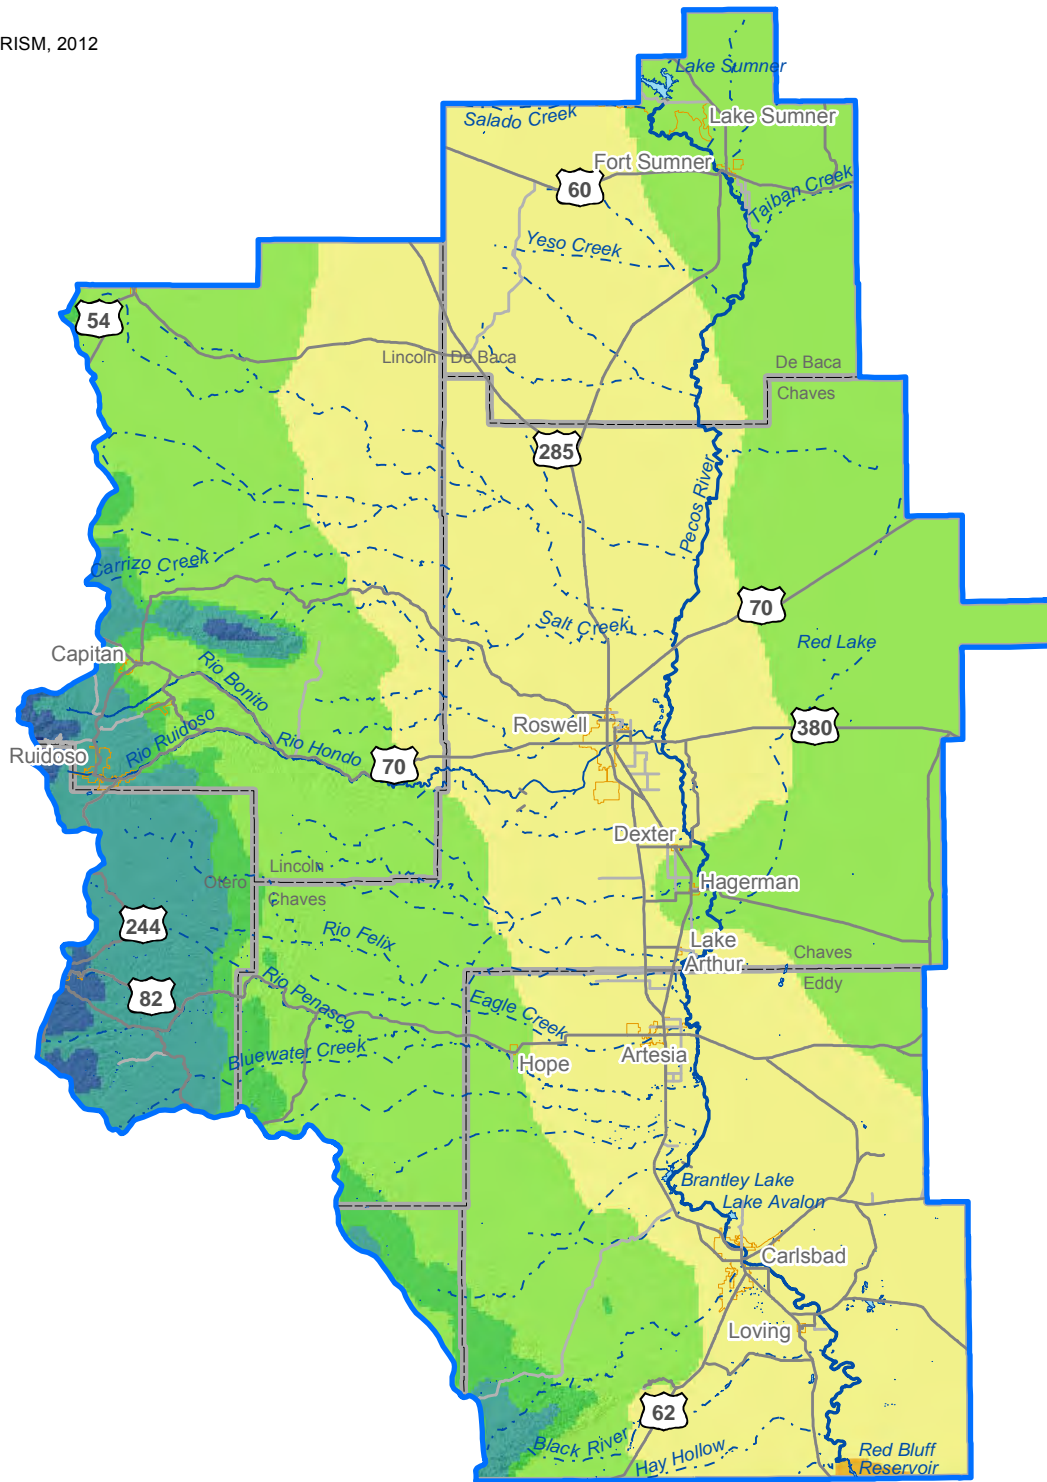 RISM, 2012
Lake Sumner
Lake Sumner
Salado Creek
Fort Sumner
60
Taiban Creek
Yeso Creek
54
Lincoln
De Baca
De Baca
Chaves
285
Pecos River
Carrizo Creek
70
Salt Creek
Red Lake
Capitan
Rio Bonito
Roswell
380
Rio Ruidoso
Rio Hondo
Ruidoso
70
Dexter
Lincoln
Otero
Chaves
Hagerman
244
Rio Felix
Lake
Arthur
Chaves
Eddy
82
Rio Penasco
Eagle Creek
Bluewater Creek
Hope
Artesia
Brantley Lake
Lake Avalon
Carlsbad
Loving
62
Black River
Hay Hollow
Red Bluff
Reservoir